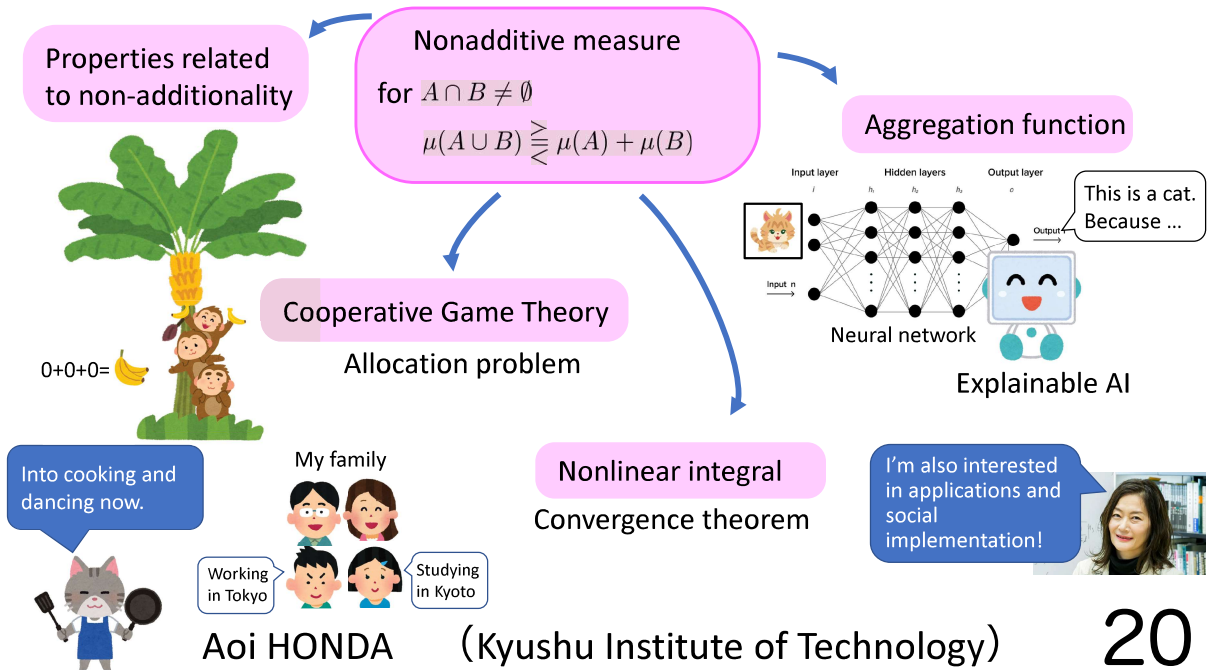 Properties related
to non-additionality
Nonadditive measure
for A ∩ B ≠ ∅
μ(A ∪ B) ⪌ μ(A) + μ(B)
Aggregation function
Input layer
Hidden layers
Output layer
i
h₁
h₂
h₃
o
Input n
Output
This is a cat.
Because ...
Neural network
Explainable AI
Cooperative Game Theory
Allocation problem
0+0+0=
Into cooking and
dancing now.
My family
Working
in Tokyo
Studying
in Kyoto
Nonlinear integral
Convergence theorem
I’m also interested
in applications and
social
implementation!
Aoi HONDA （Kyushu Institute of Technology）
20